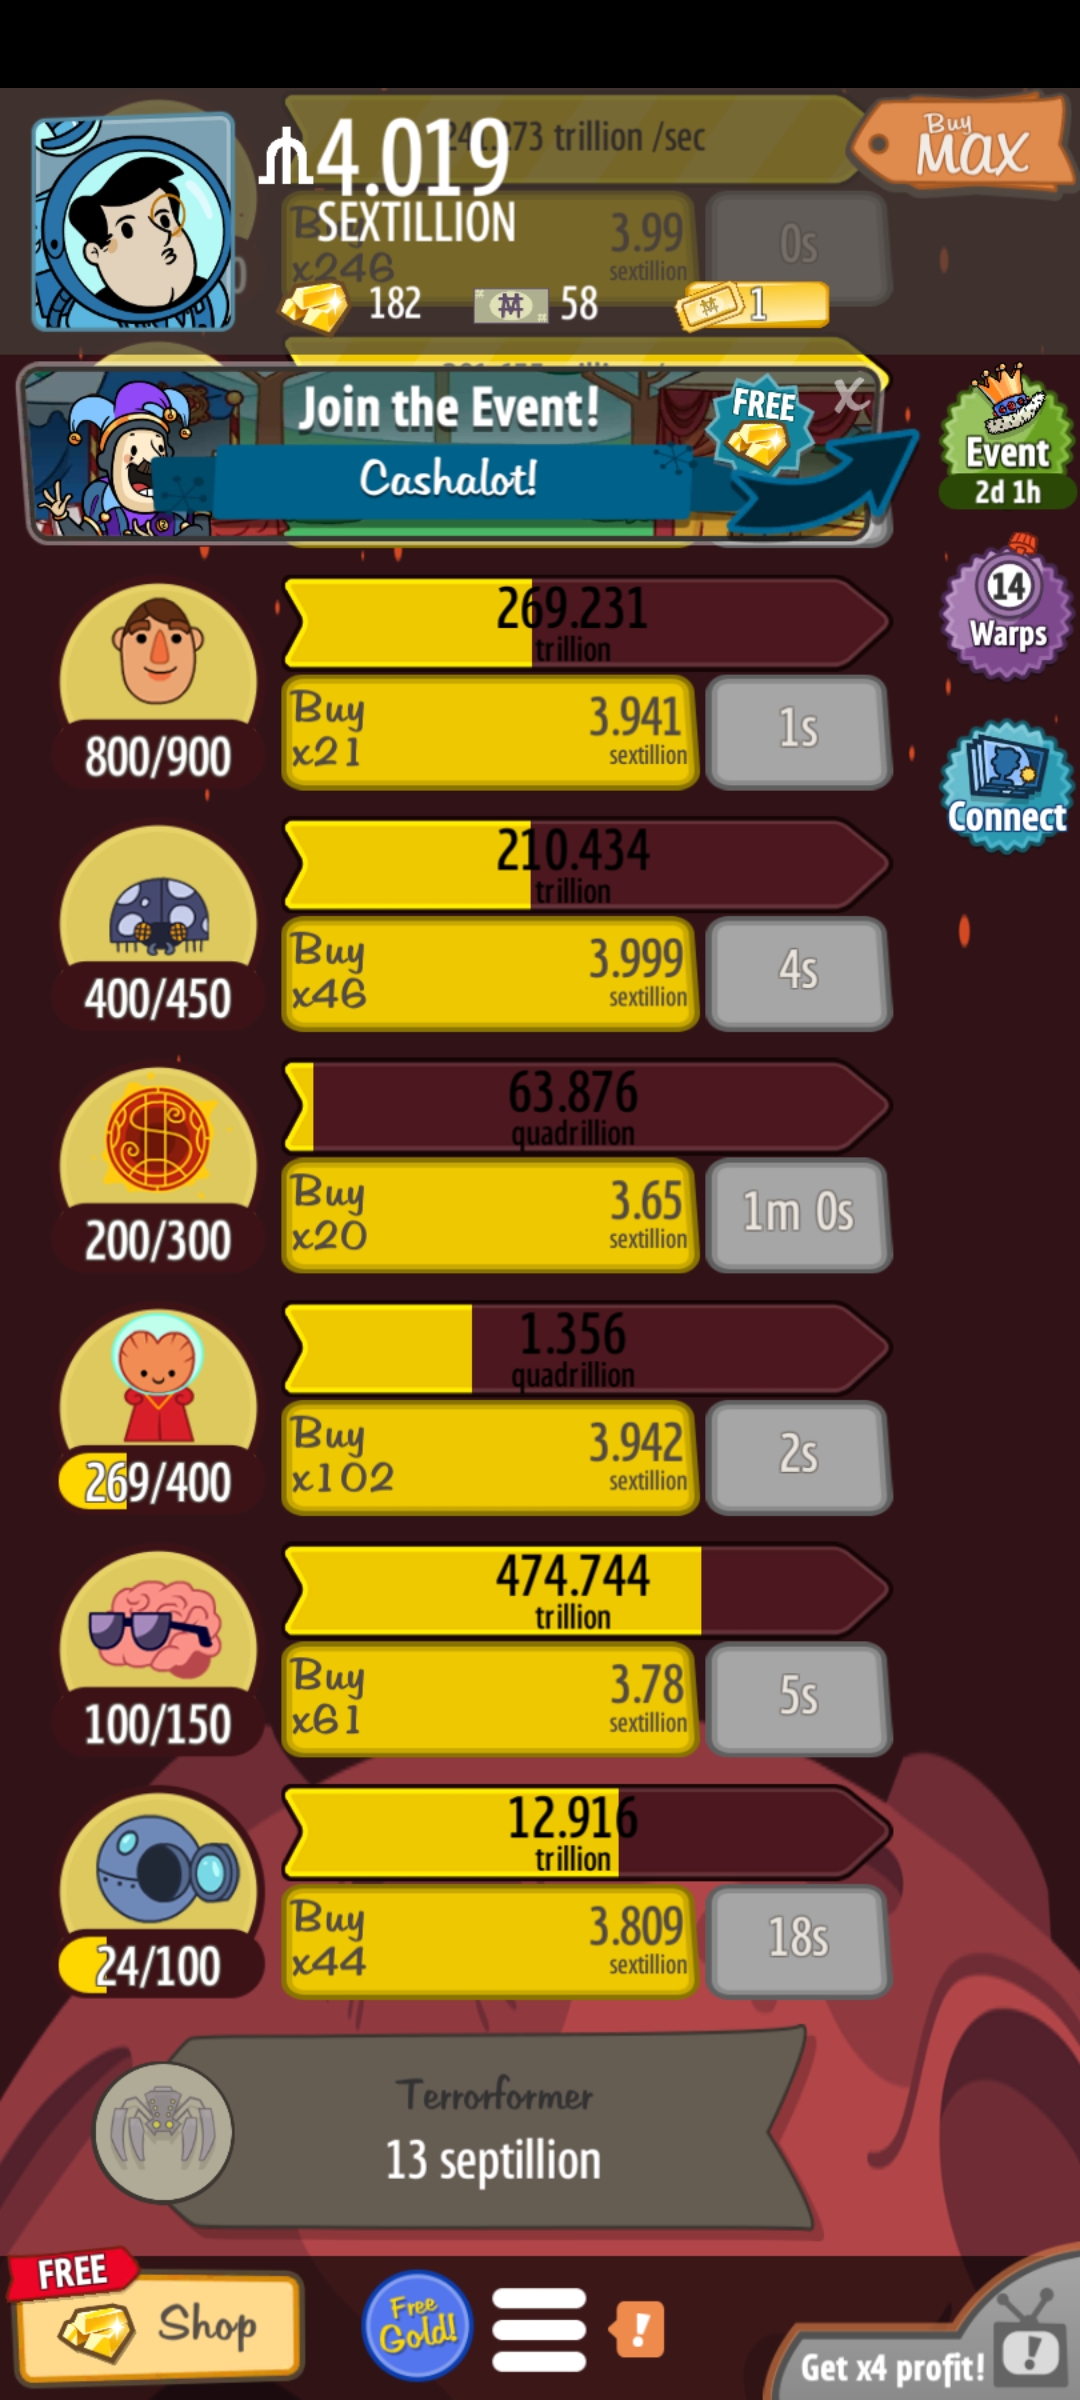 trillion /sec
4.019
Buy
MAX
SEXTILLION
x246
3.99
sextillion
0s
182
58
1
Join the Event!
FREE
X
Cashalot!
Event
2d 1h
14
Warps
Connect
269.231
trillion
800/900
Buy
x21
3.941
sextillion
1s
210.434
trillion
400/450
Buy
x46
3.999
sextillion
4s
63.876
quadrillion
200/300
Buy
x20
3.65
sextillion
1m 0s
1.356
quadrillion
269/400
Buy
x102
3.942
sextillion
2s
474.744
trillion
100/150
Buy
x61
3.78
sextillion
5s
12.916
trillion
24/100
Buy
x44
3.809
sextillion
18s
Terrorformer
13 septillion
FREE
Shop
Free
Gold!
!
Get x4 profit!
!